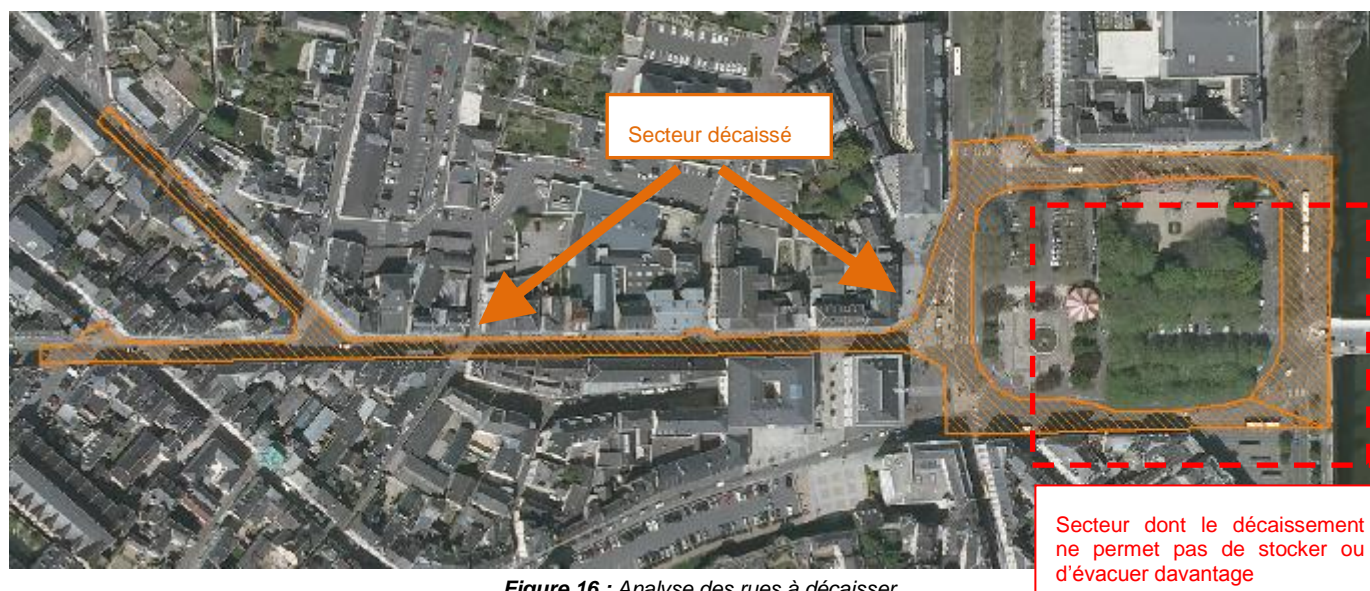 Secteur décaissé
Secteur dont le décaissement
ne permet pas de stocker ou
d'évacuer davantage
Figure 16 : Analyse des rues à décaisser